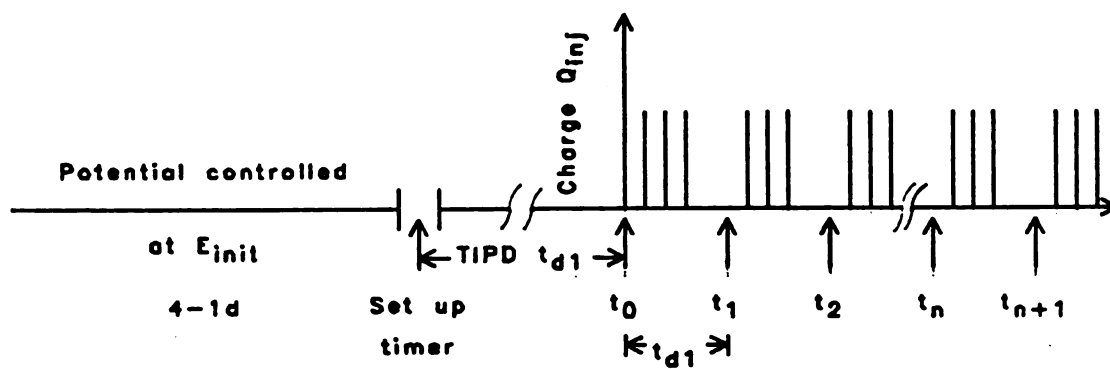 Charge Q_inj
Potential controlled
at E_init
TIPD t_d1
4-1d
Set up
timer
t_0
t_1
t_2
t_n
t_n+1
t_d1